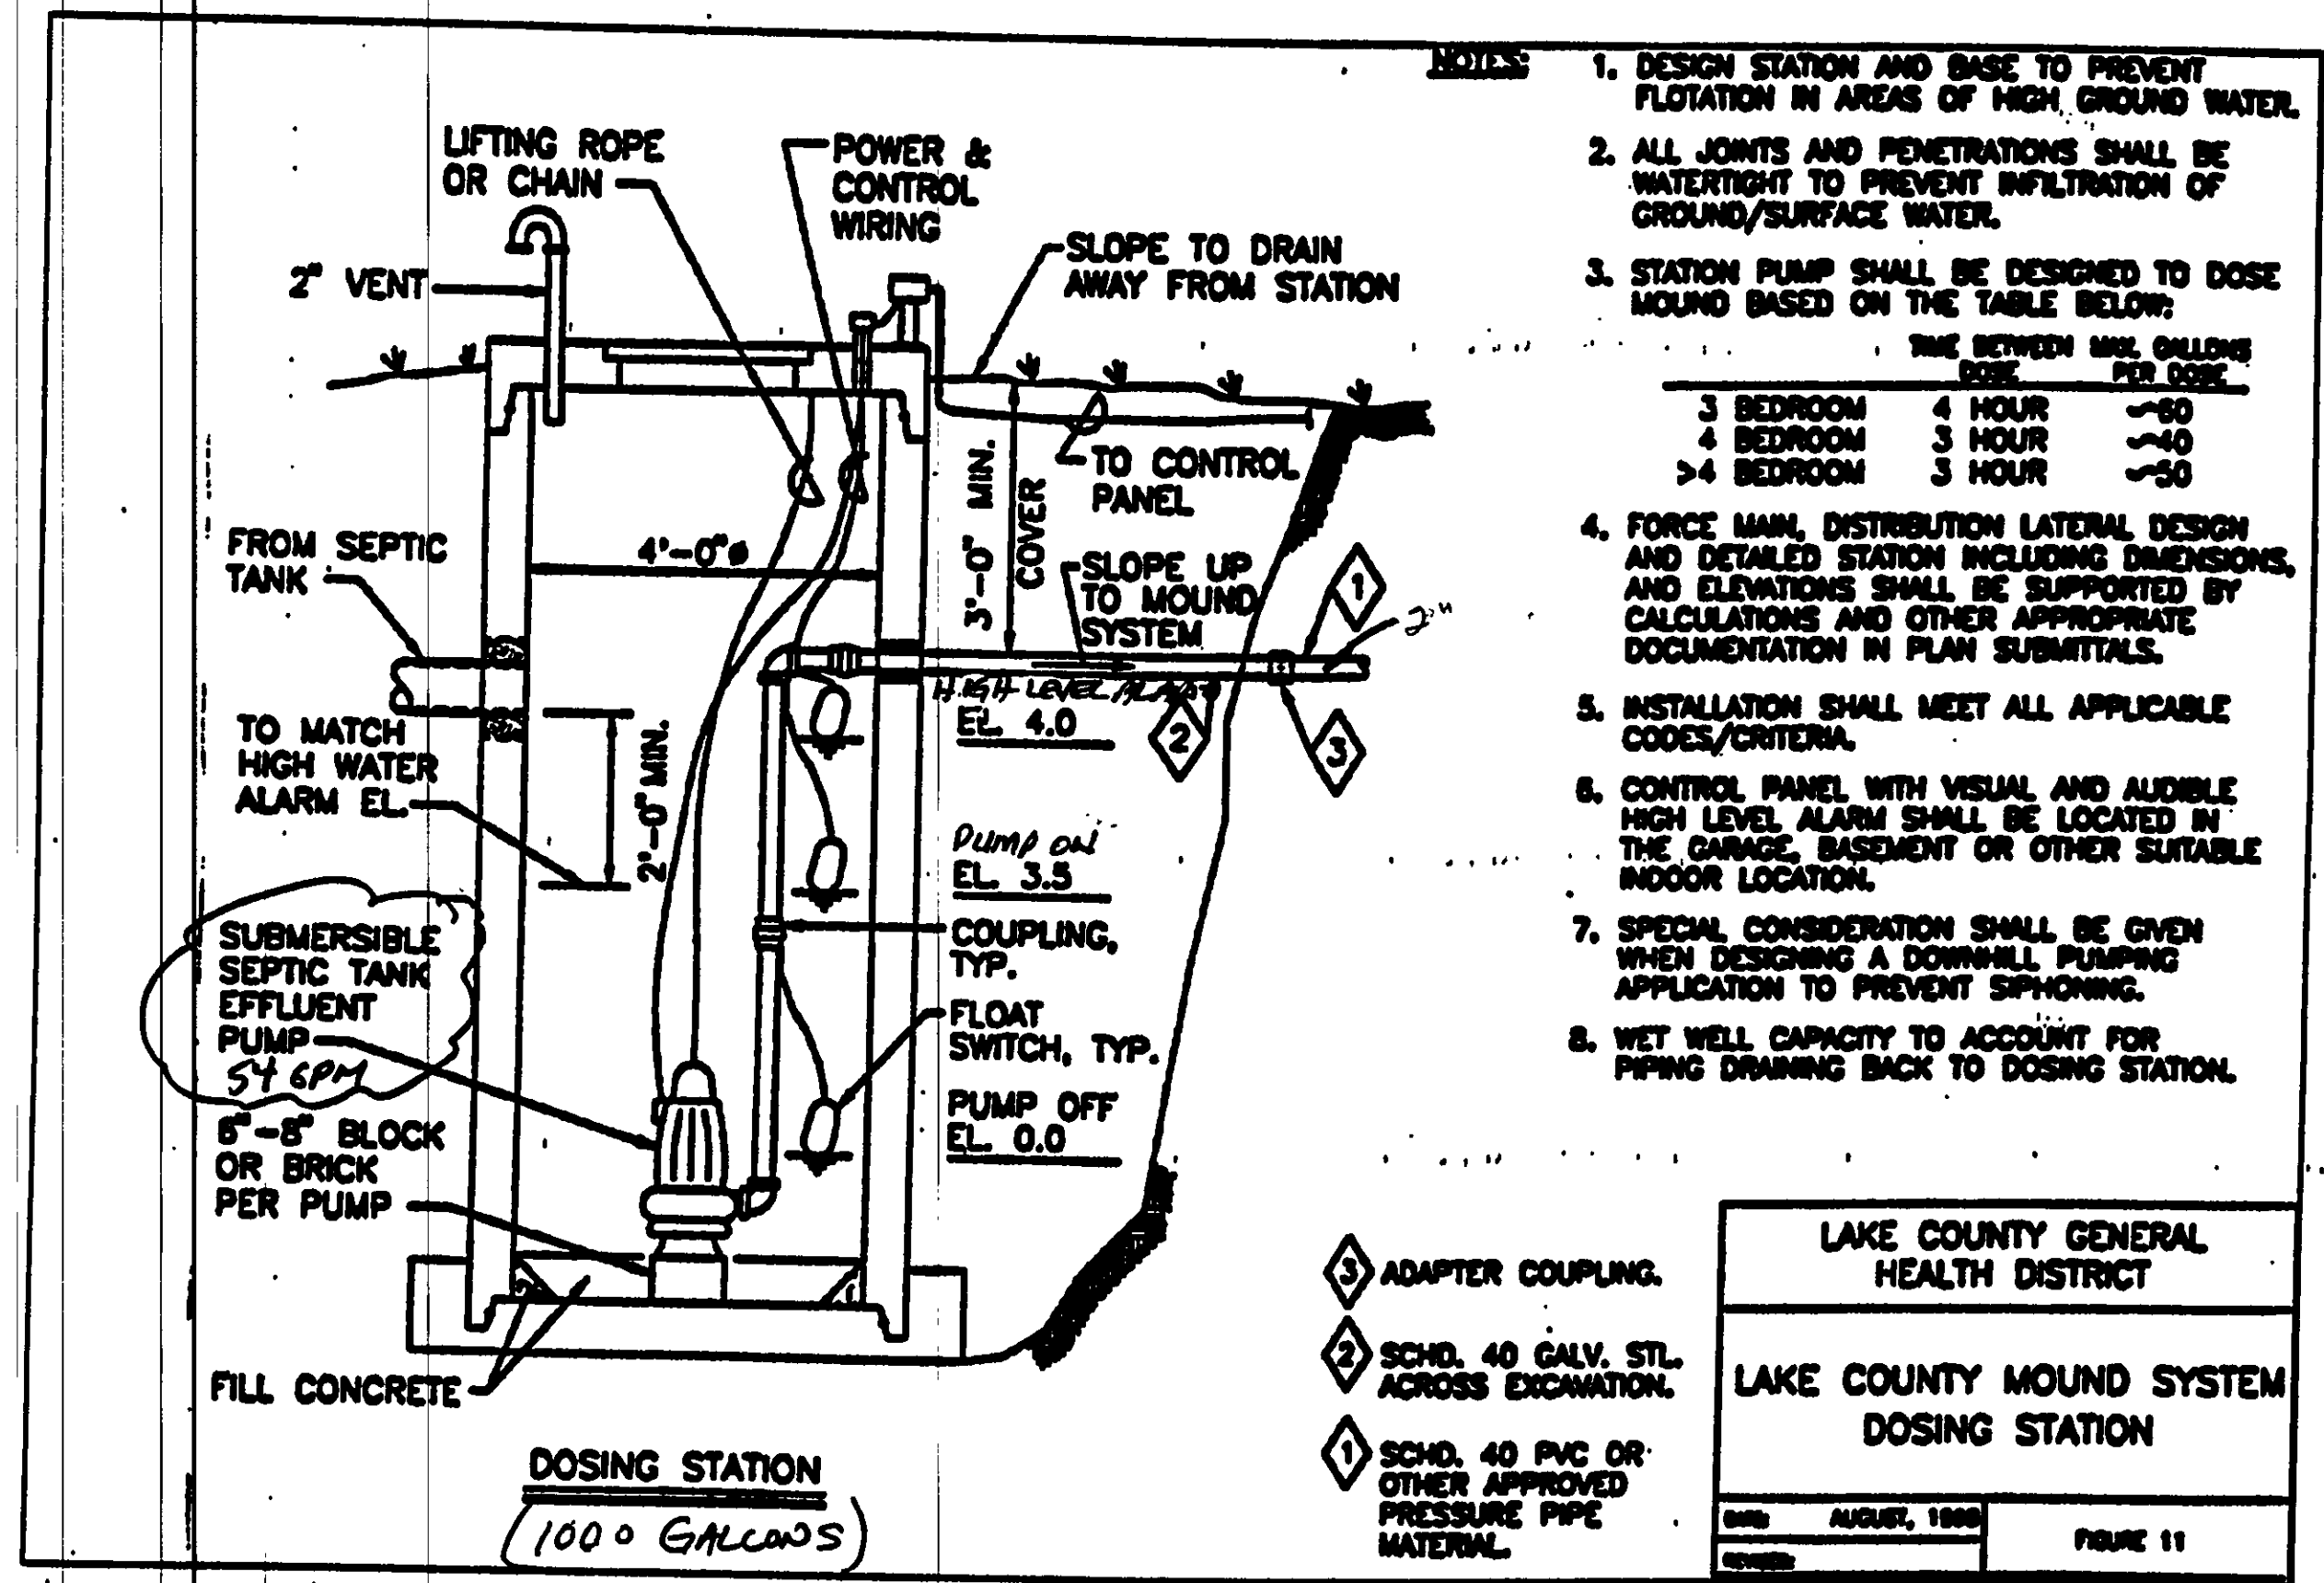 NOTES:
1. DESIGN STATION AND BASE TO PREVENT
FLOTATION IN AREAS OF HIGH GROUND WATER.
2. ALL JOINTS AND PENETRATIONS SHALL BE
WATERTIGHT TO PREVENT INFILTRATION OF
GROUND/SURFACE WATER.
3. STATION PUMP SHALL BE DESIGNED TO DOSE
MOUND BASED ON THE TABLE BELOW:
TIME BETWEEN MAX. GALLONS
DOSE PER DOSE
3 BEDROOM 4 HOUR ~60
4 BEDROOM 3 HOUR ~40
>4 BEDROOM 3 HOUR ~50
4. FORCE MAIN, DISTRIBUTION LATERAL DESIGN
AND DETAILED STATION INCLUDING DIMENSIONS,
AND ELEVATIONS SHALL BE SUPPORTED BY
CALCULATIONS AND OTHER APPROPRIATE
DOCUMENTATION IN PLAN SUBMITTALS.
5. INSTALLATION SHALL MEET ALL APPLICABLE
CODES/CRITERIA.
6. CONTROL PANEL WITH VISUAL AND AUDIBLE
HIGH LEVEL ALARM SHALL BE LOCATED IN
THE GARAGE, BASEMENT OR OTHER SUITABLE
INDOOR LOCATION.
7. SPECIAL CONSIDERATION SHALL BE GIVEN
WHEN DESIGNING A DOWNHILL PUMPING
APPLICATION TO PREVENT SIPHONING.
8. WET WELL CAPACITY TO ACCOUNT FOR
PIPING DRAINING BACK TO DOSING STATION.
LIFTING ROPE
OR CHAIN
POWER &
CONTROL
WIRING
2" VENT
SLOPE TO DRAIN
AWAY FROM STATION
TO CONTROL
PANEL
3'-0" MIN.
COVER
FROM SEPTIC
TANK
4'-0"ø
SLOPE UP
TO MOUND
SYSTEM
1
2"
HIGH LEVEL ALARM
EL. 4.0
2
3
TO MATCH
HIGH WATER
ALARM EL.
2'-0" MIN.
PUMP ON
EL. 3.5
COUPLING,
TYP.
SUBMERSIBLE
SEPTIC TANK
EFFLUENT
PUMP
54 GPM
FLOAT
SWITCH, TYP.
PUMP OFF
EL. 0.0
6"-8" BLOCK
OR BRICK
PER PUMP
FILL CONCRETE
3 ADAPTER COUPLING.
2 SCHD. 40 GALV. STL.
ACROSS EXCAVATION.
1 SCHD. 40 PVC OR
OTHER APPROVED
PRESSURE PIPE
MATERIAL.
DOSING STATION
(1000 GALLONS)
LAKE COUNTY GENERAL
HEALTH DISTRICT
LAKE COUNTY MOUND SYSTEM
DOSING STATION
DATE: AUGUST,
REVISED:
FIGURE 11